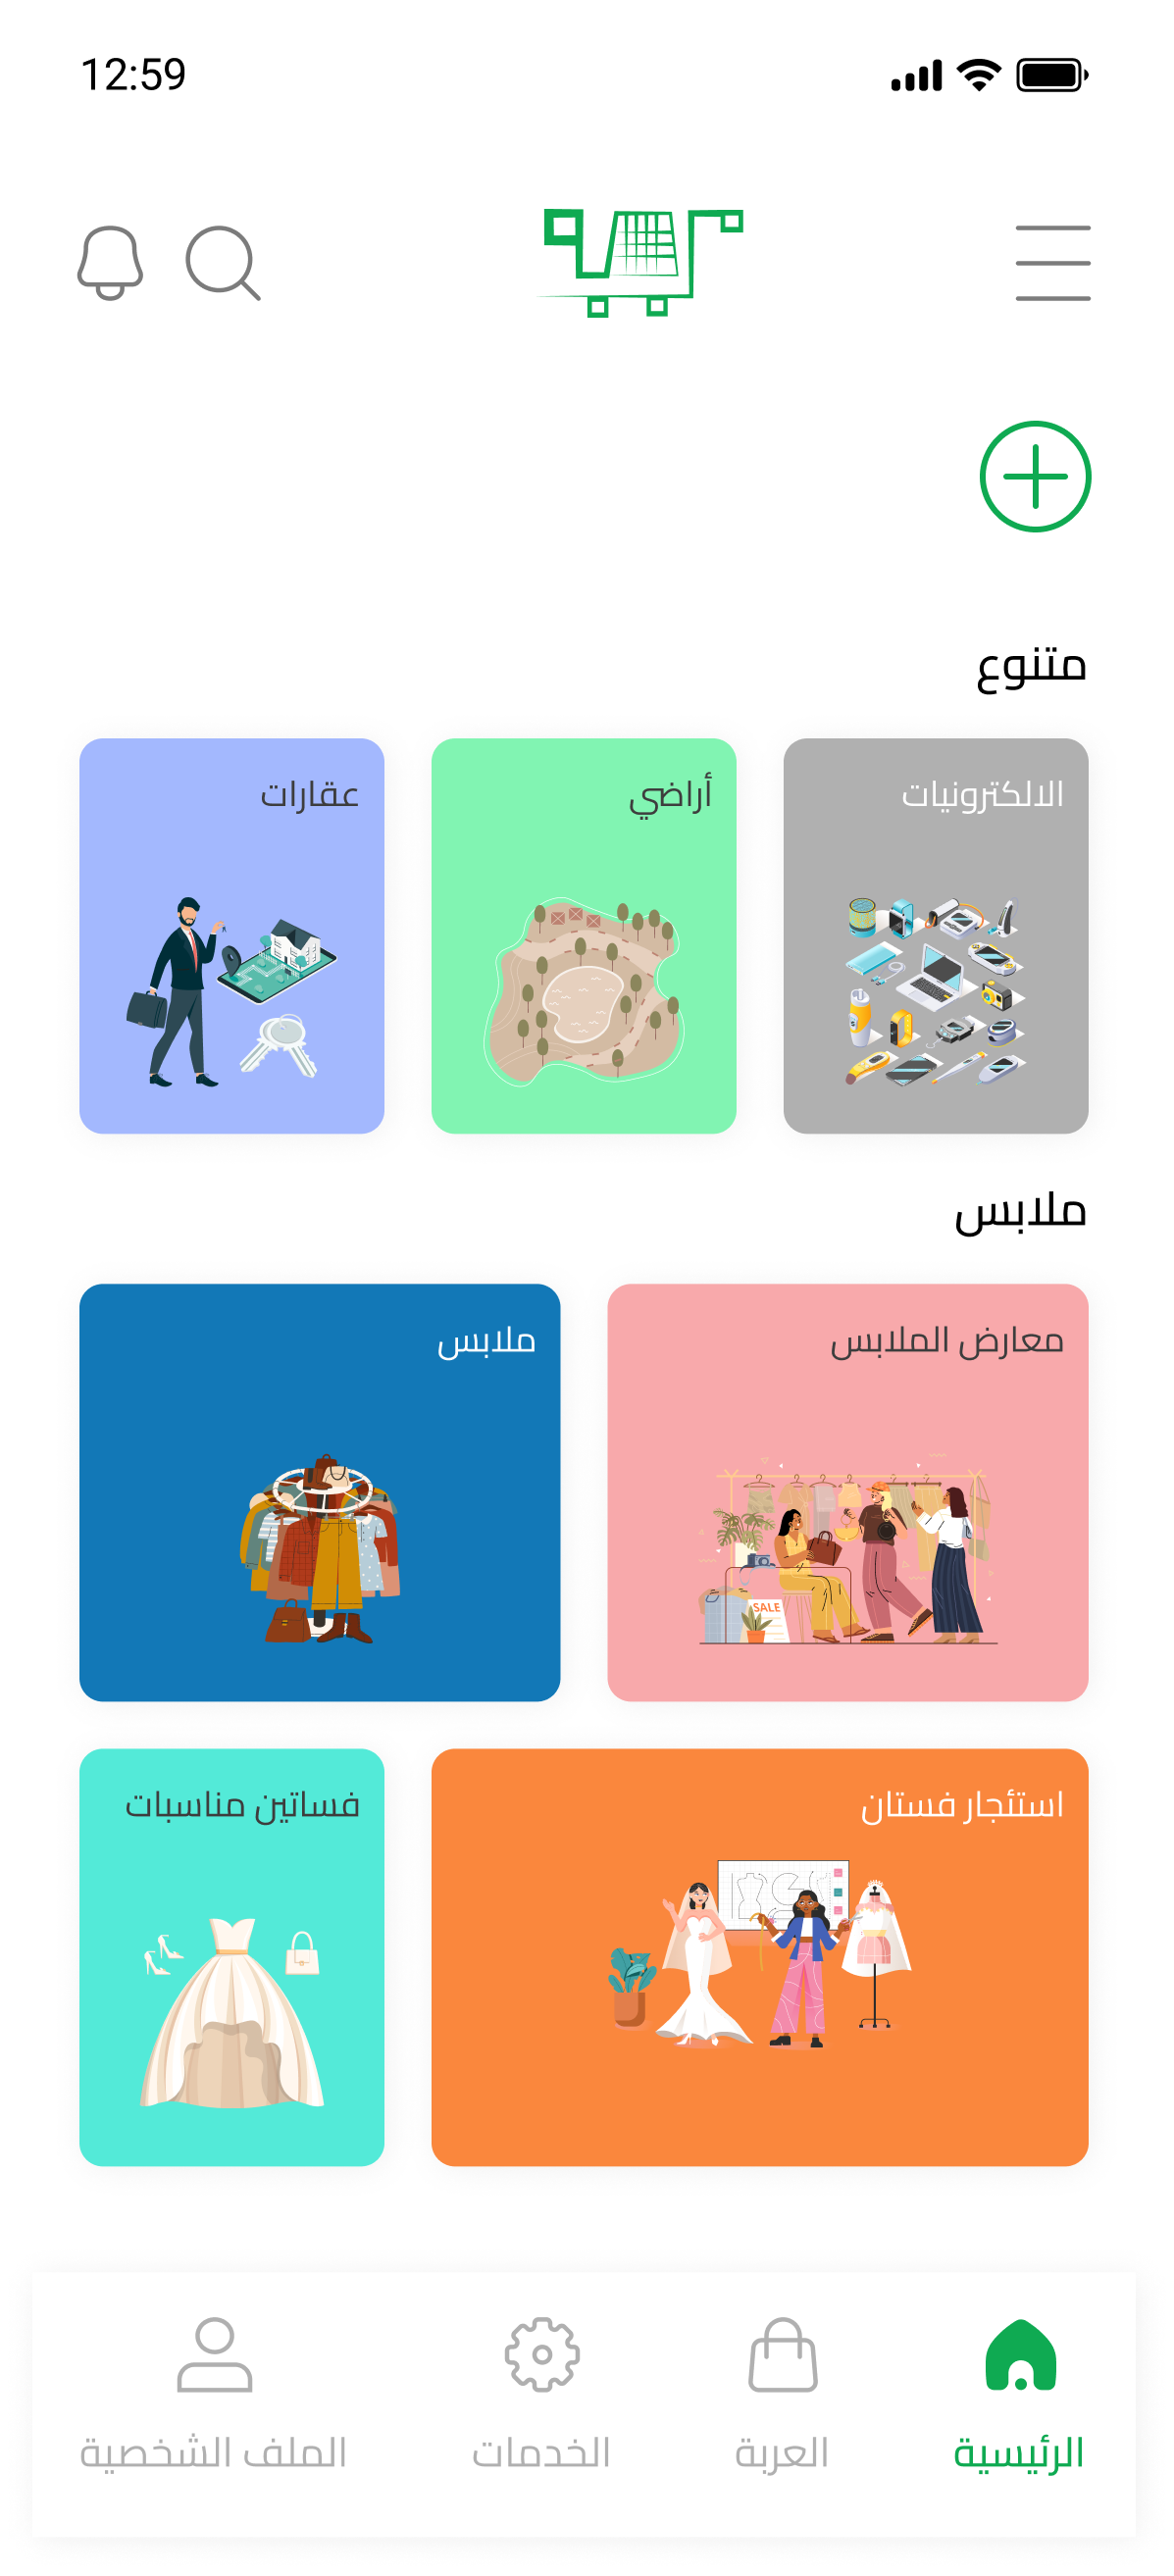 12:59
متنوع
الالكترونيات
أراضي
عقارات
ملابس
معارض الملابس
ملابس
SALE
استئجار فستان
فساتين مناسبات
الرئيسية
العربة
الخدمات
الملف الشخصية